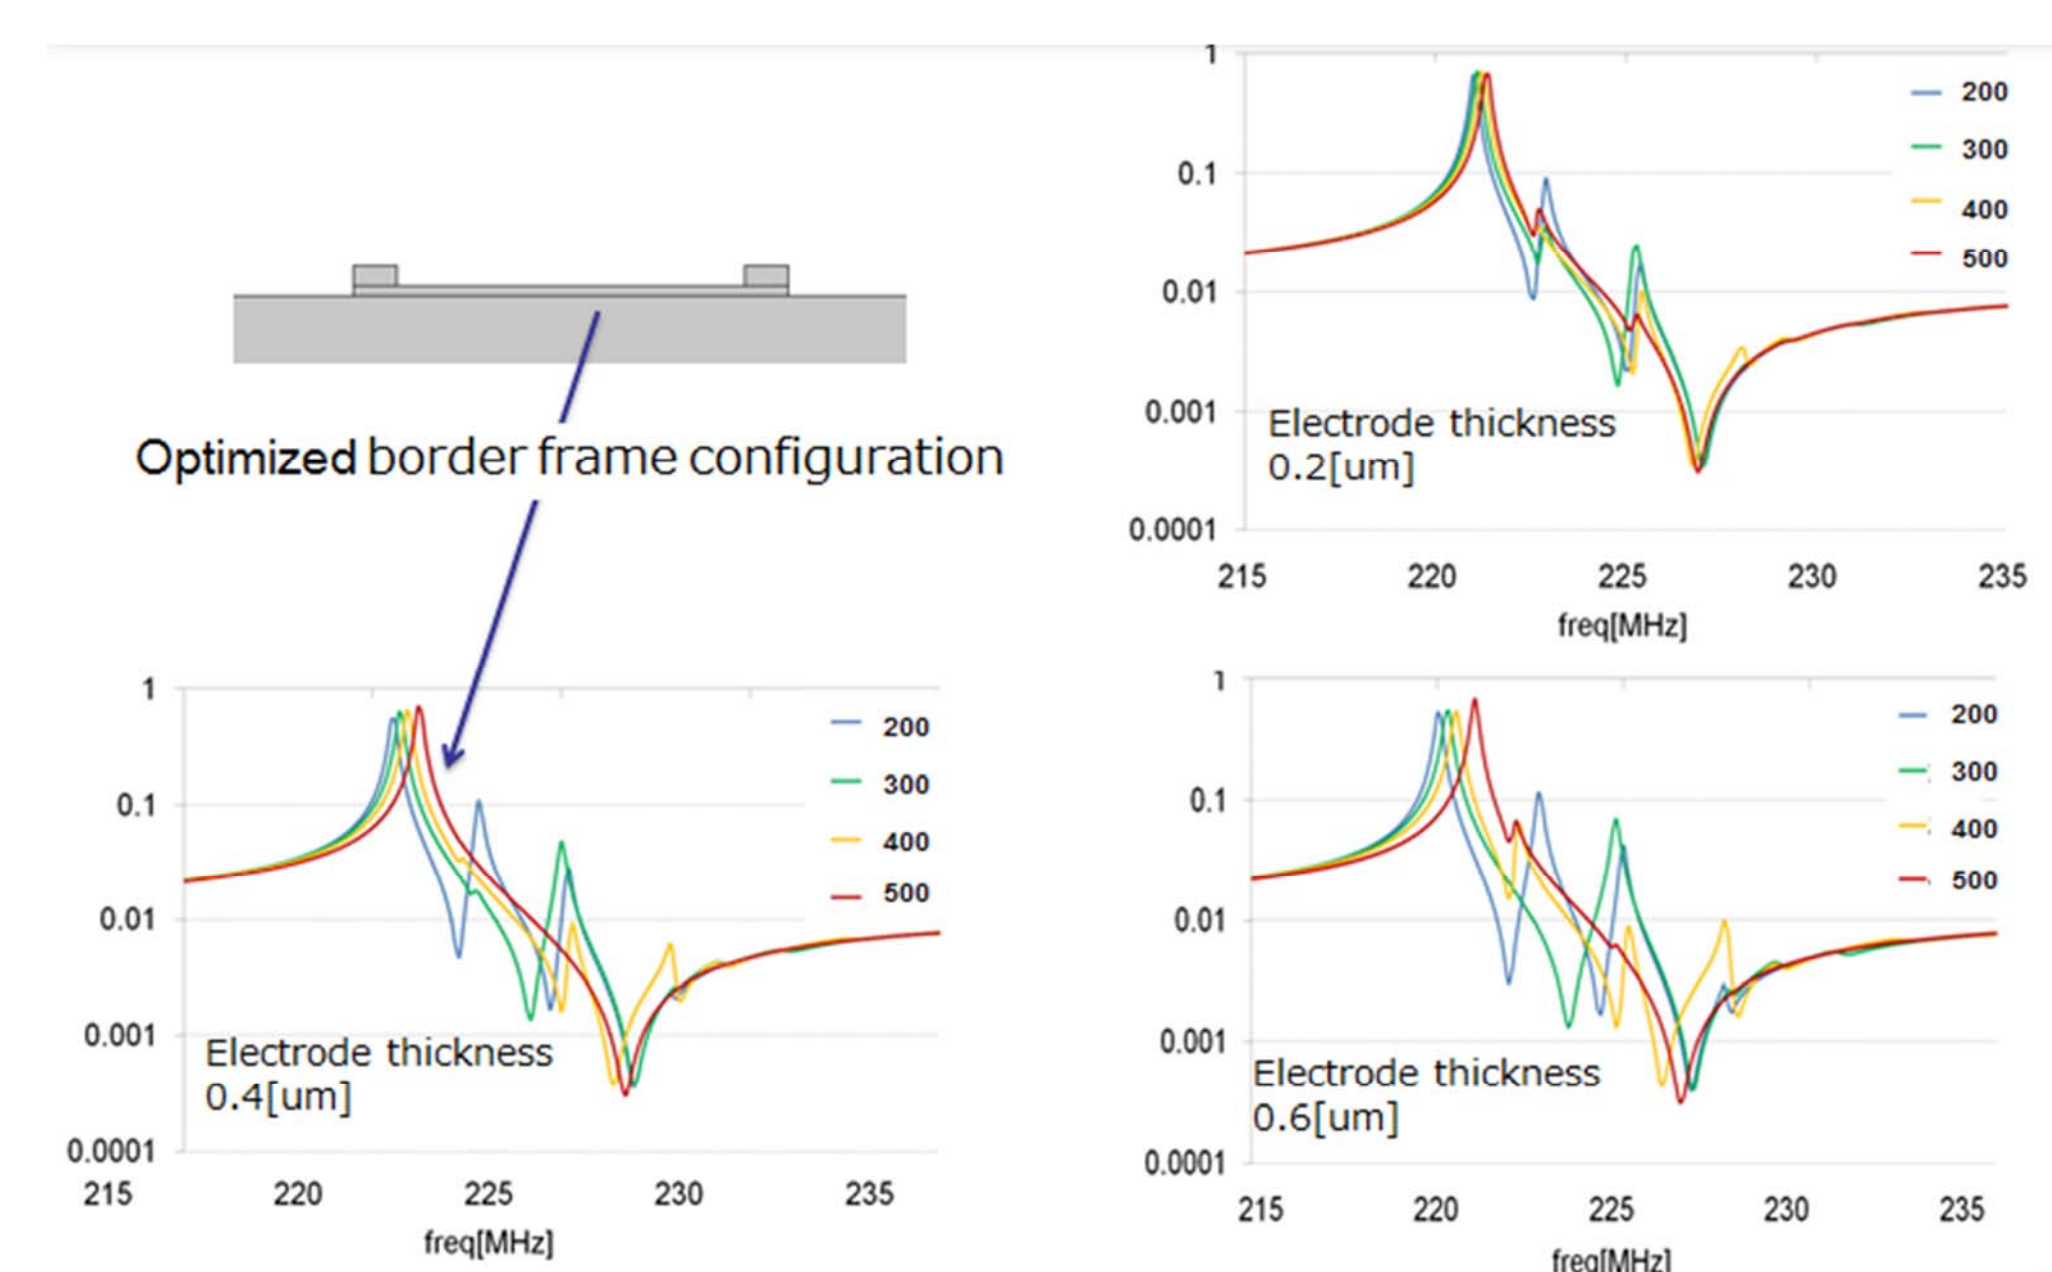 1
0.1
0.01
0.001
0.0001
200
300
400
500
Electrode thickness
0.2[um]
215 220 225 230 235
freq[MHz]
Optimized border frame configuration
1
0.1
0.01
0.001
0.0001
200
300
400
500
Electrode thickness
0.4[um]
215 220 225 230 235
freq[MHz]
1
0.1
0.01
0.001
0.0001
200
300
400
500
Electrode thickness
0.6[um]
215 220 225 230 235
freq[MHz]